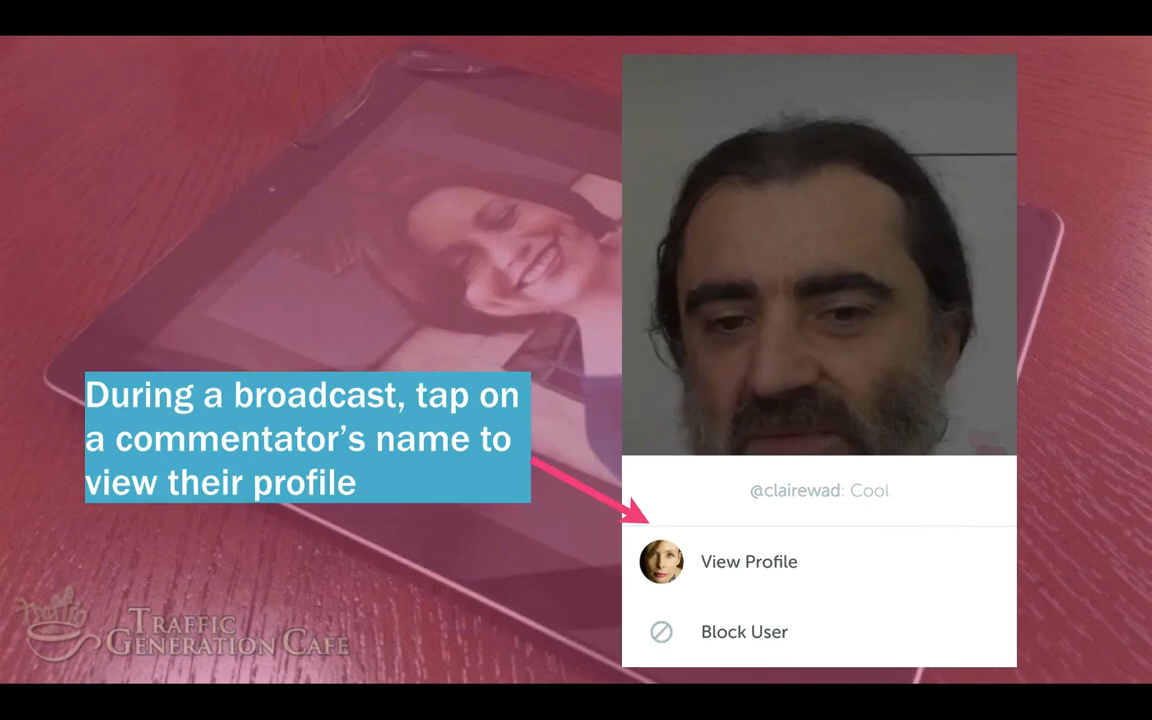 During a broadcast, tap on
a commentator’s name to
view their profile
@clairewad: Cool
View Profile
Block User
TRAFFIC
GENERATION CAFE